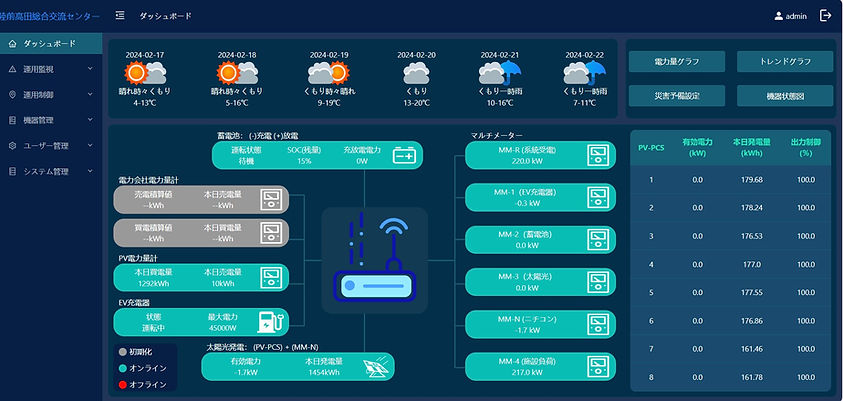 陸前高田総合交流センター
ダッシュボード
admin
ダッシュボード
運用監視
運用制御
機器管理
ユーザー管理
システム管理
2024-02-17
晴れ時々くもり
4-13℃
2024-02-18
晴れ時々くもり
5-16℃
2024-02-19
くもり時々晴れ
9-19℃
2024-02-20
くもり
13-20℃
2024-02-21
くもり一時雨
10-16℃
2024-02-22
くもり一時雨
7-11℃
電力量グラフ
トレンドグラフ
災害予備設定
機器状態図
蓄電池： (-)充電 (+)放電
運転状態 SOC(残量) 充放電電力
待機 15% 0W
電力会社電力量計
売電積算値 本日売電量
--kWh --kWh
買電積算値 本日買電量
--kWh --kWh
PV電力量計
本日買電量 本日売電量
1292kWh 10kWh
EV充電器
状態 最大電力
運転中 45000W
太陽光発電： (PV-PCS) + (MM-N)
有効電力 本日発電量
-1.7kW 1454kWh
初期化
オンライン
オフライン
マルチメーター
MM-R (系統受電)
220.0 kW
MM-1 (EV充電器)
-0.3 kW
MM-2 (蓄電池)
0.0 kW
MM-3 (太陽光)
0.0 kW
MM-N (ニチコン)
-1.7 kW
MM-4 (施設負荷)
217.0 kW
PV-PCS 有効電力 (kW) 本日発電量 (kWh) 出力制御 (%)
1 0.0 179.68 100.0
2 0.0 178.24 100.0
3 0.0 176.53 100.0
4 0.0 177.0 100.0
5 0.0 177.55 100.0
6 0.0 176.86 100.0
7 0.0 161.46 100.0
8 0.0 161.78 100.0